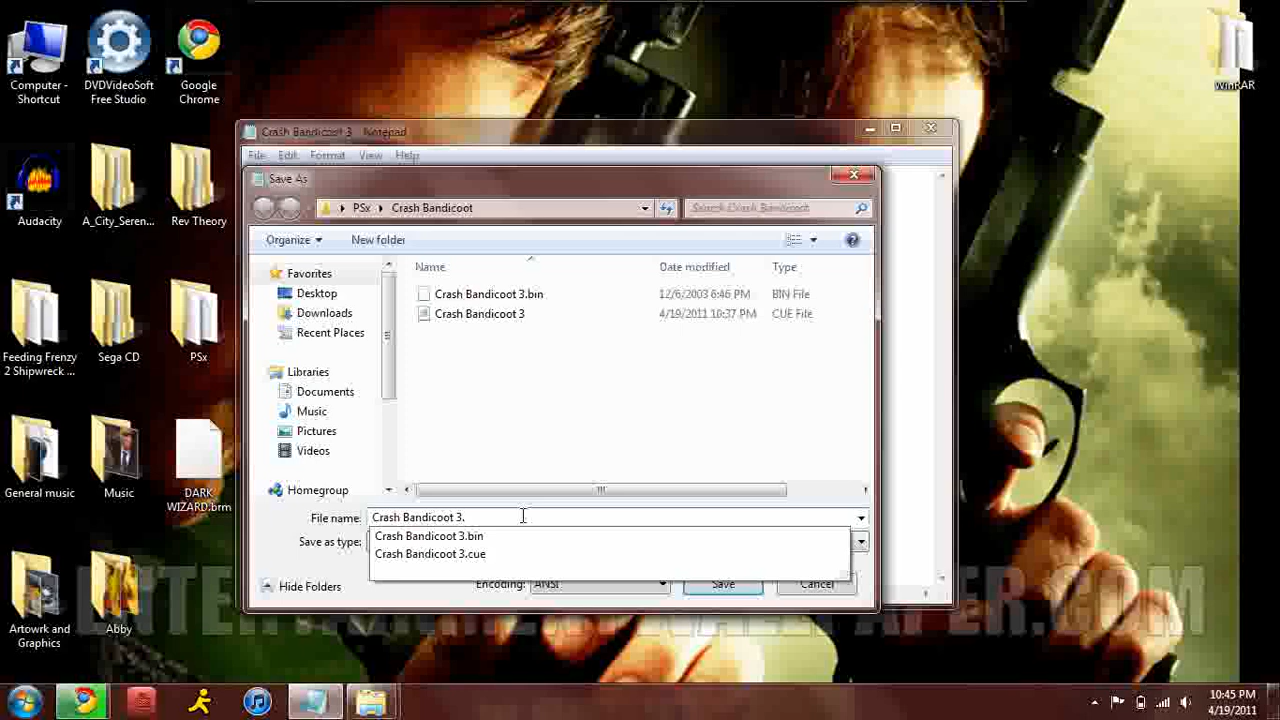 Computer -
Shortcut
DVDVideoSoft
Free Studio
Google
Chrome
WinRAR
Audacity
A_City_Seren...
Rev Theory
Feeding Frenzy
2 Shipwreck ...
Sega CD
PSx
General music
Music
DARK
WIZARD.brm
Artowrk and
Graphics
Abby
Crash Bandicoot 3 - Notepad
File Edit Format View Help
Save As
PSx Crash Bandicoot
Search Crash Bandicoot
Organize New folder
Favorites
Desktop
Downloads
Recent Places
Libraries
Documents
Music
Pictures
Videos
Homegroup
Name Date modified Type
Crash Bandicoot 3.bin 12/6/2003 6:46 PM BIN File
Crash Bandicoot 3 4/19/2011 10:37 PM CUE File
File name: Crash Bandicoot 3.
Save as type:
Crash Bandicoot 3.bin
Crash Bandicoot 3.cue
Hide Folders
Encoding: ANSI
Save
Cancel
10:45 PM
4/19/2011